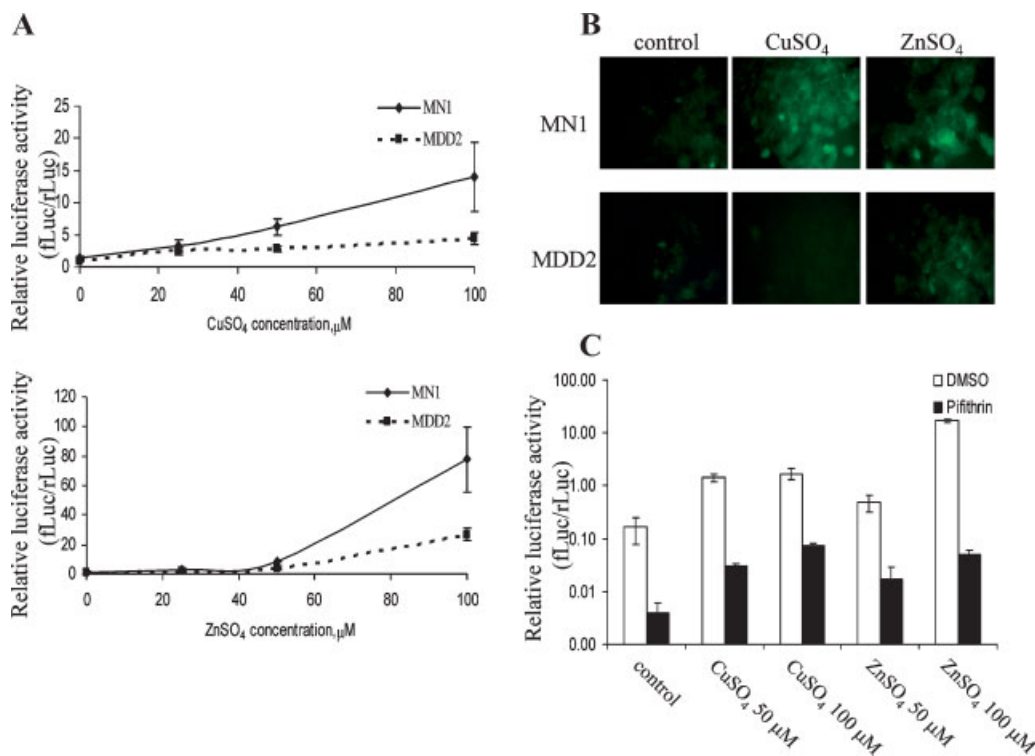 A
Relative luciferase activity
(fLuc/rLuc)
25
20
15
10
5
0
MN1
MDD2
0 20 40 60 80 100
CuSO4 concentration,μM
Relative luciferase activity
(fLuc/rLuc)
120
100
80
60
40
20
0
MN1
MDD2
0 20 40 60 80 100
ZnSO4 concentration,μM
B
control CuSO4 ZnSO4
MN1
MDD2
C
Relative luciferase activity
(fLuc/rLuc)
100.00
10.00
1.00
0.10
0.01
0.00
DMSO
Pifithrin
control
CuSO4 50 μM
CuSO4 100 μM
ZnSO4 50 μM
ZnSO4 100 μM